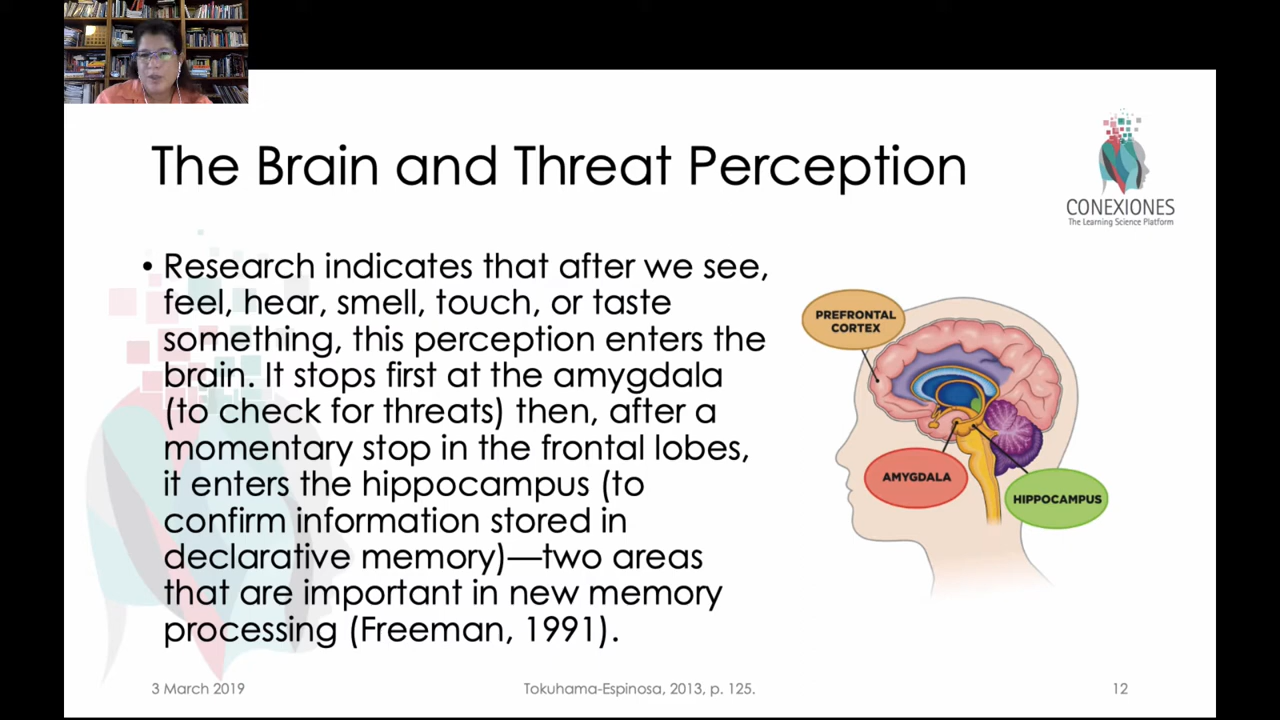 The Brain and Threat Perception
CONEXIONES
The Learning Science Platform
• Research indicates that after we see,
feel, hear, smell, touch, or taste
something, this perception enters the
brain. It stops first at the amygdala
(to check for threats) then, after a
momentary stop in the frontal lobes,
it enters the hippocampus (to
confirm information stored in
declarative memory)—two areas
that are important in new memory
processing (Freeman, 1991).
PREFRONTAL
CORTEX
AMYGDALA
HIPPOCAMPUS
3 March 2019
Tokuhama-Espinosa, 2013, p. 125.
12